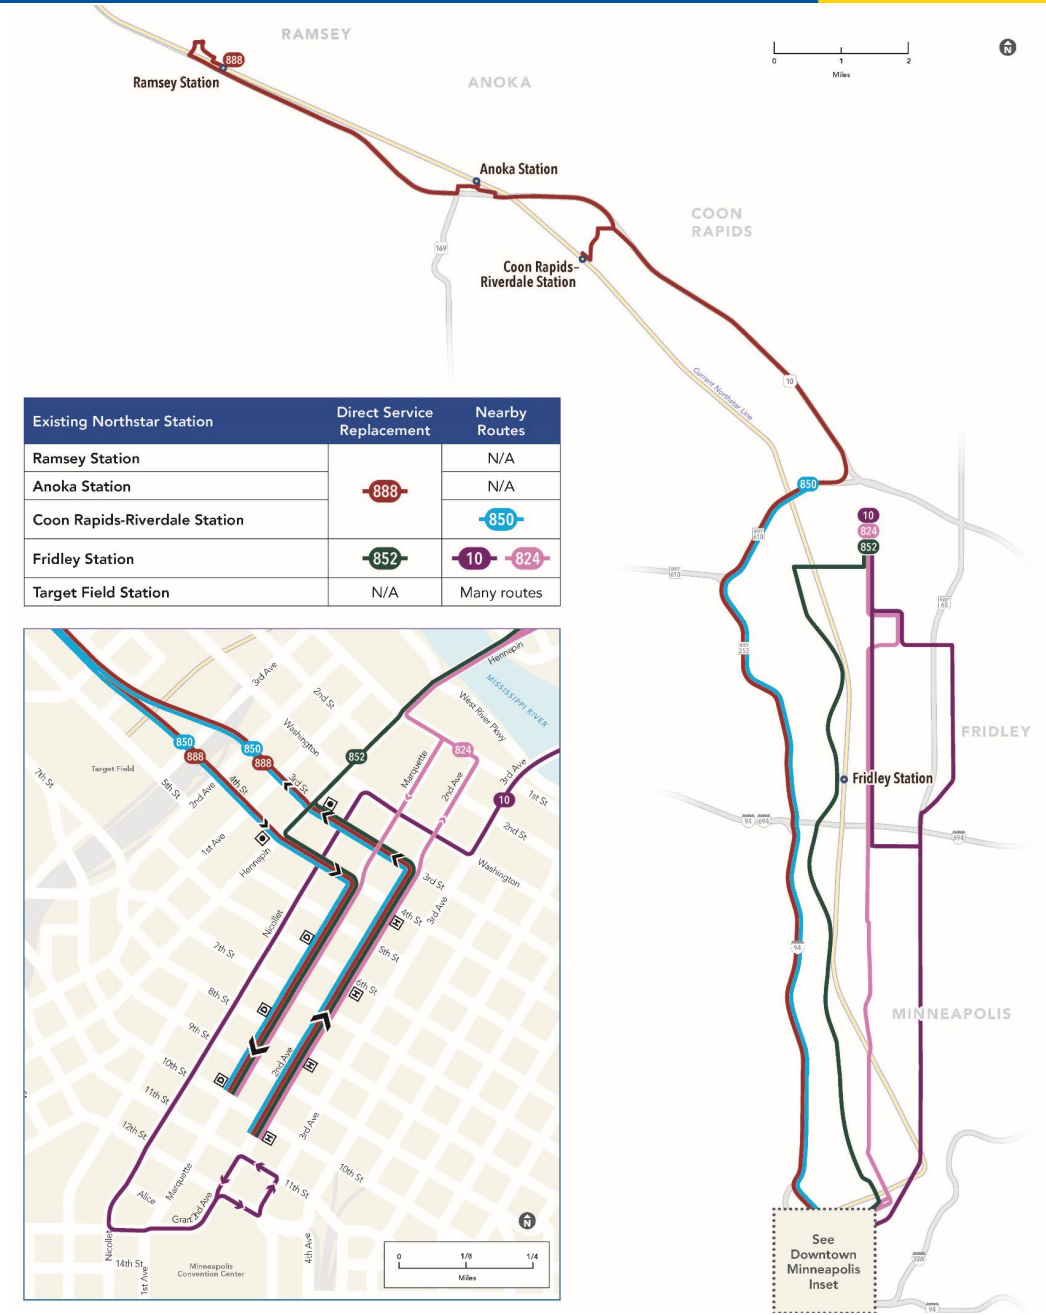 RAMSEY
ANOKA
0 1 2
Miles
N
888
Ramsey Station
Anoka Station
COON
RAPIDS
169
Coon Rapids–
Riverdale Station
Current Northstar Line
10
Existing Northstar Station
Direct Service
Replacement
Nearby
Routes
Ramsey Station
N/A
Anoka Station
888
N/A
Coon Rapids-Riverdale Station
850
Fridley Station
852
10
824
Target Field Station
N/A
Many routes
850
10
824
852
HWY
610
HWY
610
HWY
65
HWY
252
FRIDLEY
Fridley Station
94
694
694
94
MINNEAPOLIS
See
Downtown
Minneapolis
Inset
35W
94
Hennepin
MISSISSIPPI RIVER
3rd Ave
2nd St
West River Pkwy
Washington
850
888
850
888
852
824
Target Field
7th St
5th St
2nd Ave
4th St
3rd St
Marquette
2nd Ave
3rd Ave
1st St
10
2nd St
1st Ave
Hennepin
Washington
3rd St
4th St
3rd Ave
H
Nicollet
D
7th St
5th St
6th St
H
8th St
D
9th St
2nd Ave
H
10th St
D
11th St
3rd Ave
12th St
H
Marquette
10th St
Alice
11th St
Grant
2nd Ave
N
Nicollet
4th Ave
14th St
1st Ave
Minneapolis
Convention Center
0 1/8 1/4
Miles